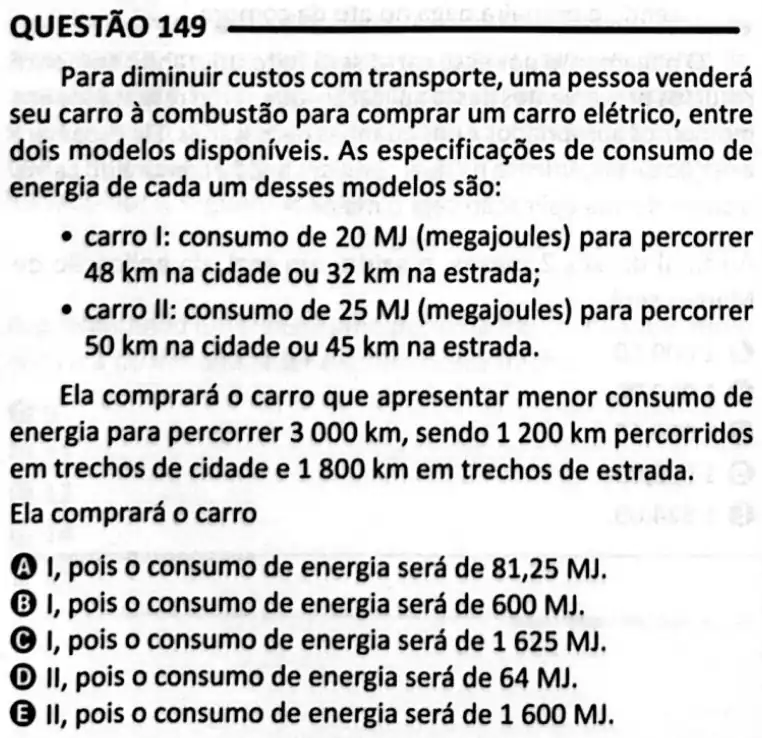 QUESTÃO 149
Para diminuir custos com transporte, uma pessoa venderá
seu carro à combustão para comprar um carro elétrico, entre
dois modelos disponíveis. As especificações de consumo de
energia de cada um desses modelos são:
• carro I: consumo de 20 MJ (megajoules) para percorrer
48 km na cidade ou 32 km na estrada;
• carro II: consumo de 25 MJ (megajoules) para percorrer
50 km na cidade ou 45 km na estrada.
Ela comprará o carro que apresentar menor consumo de
energia para percorrer 3 000 km, sendo 1 200 km percorridos
em trechos de cidade e 1 800 km em trechos de estrada.
Ela comprará o carro
A I, pois o consumo de energia será de 81,25 MJ.
B I, pois o consumo de energia será de 600 MJ.
C I, pois o consumo de energia será de 1 625 MJ.
D II, pois o consumo de energia será de 64 MJ.
E II, pois o consumo de energia será de 1 600 MJ.